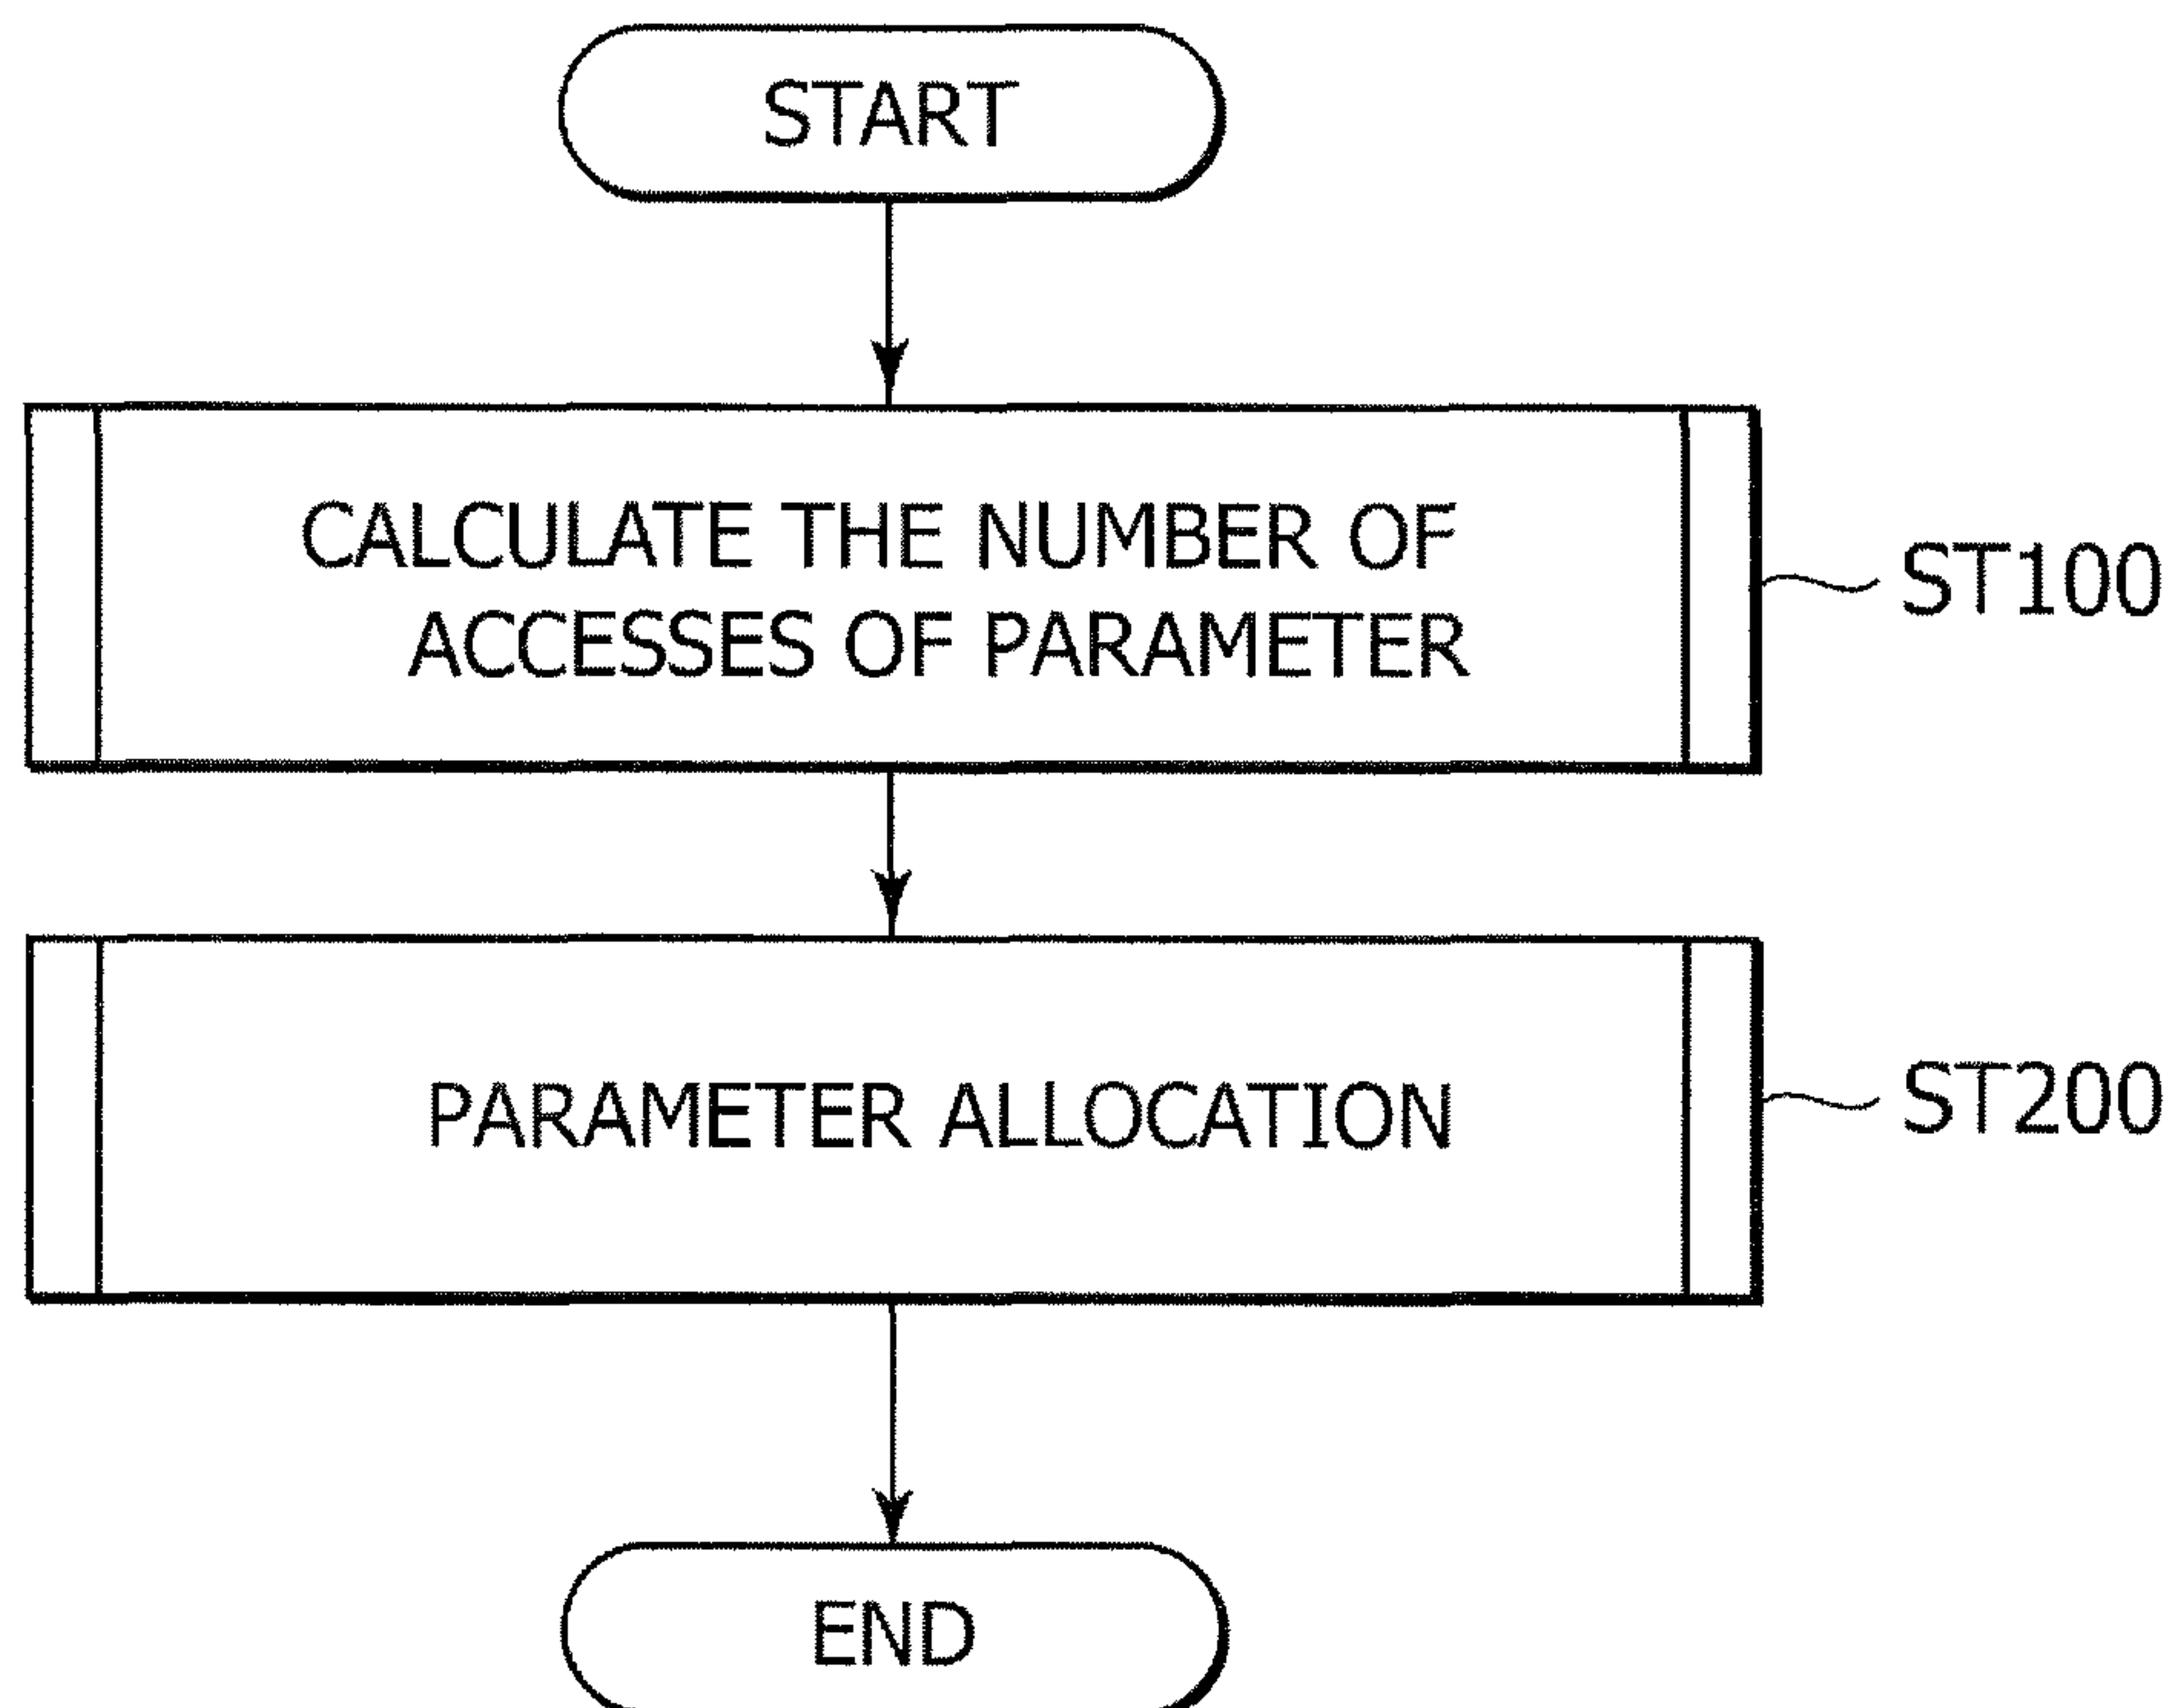 START
CALCULATE THE NUMBER OF
ACCESSES OF PARAMETER
ST100
PARAMETER ALLOCATION
ST200
END